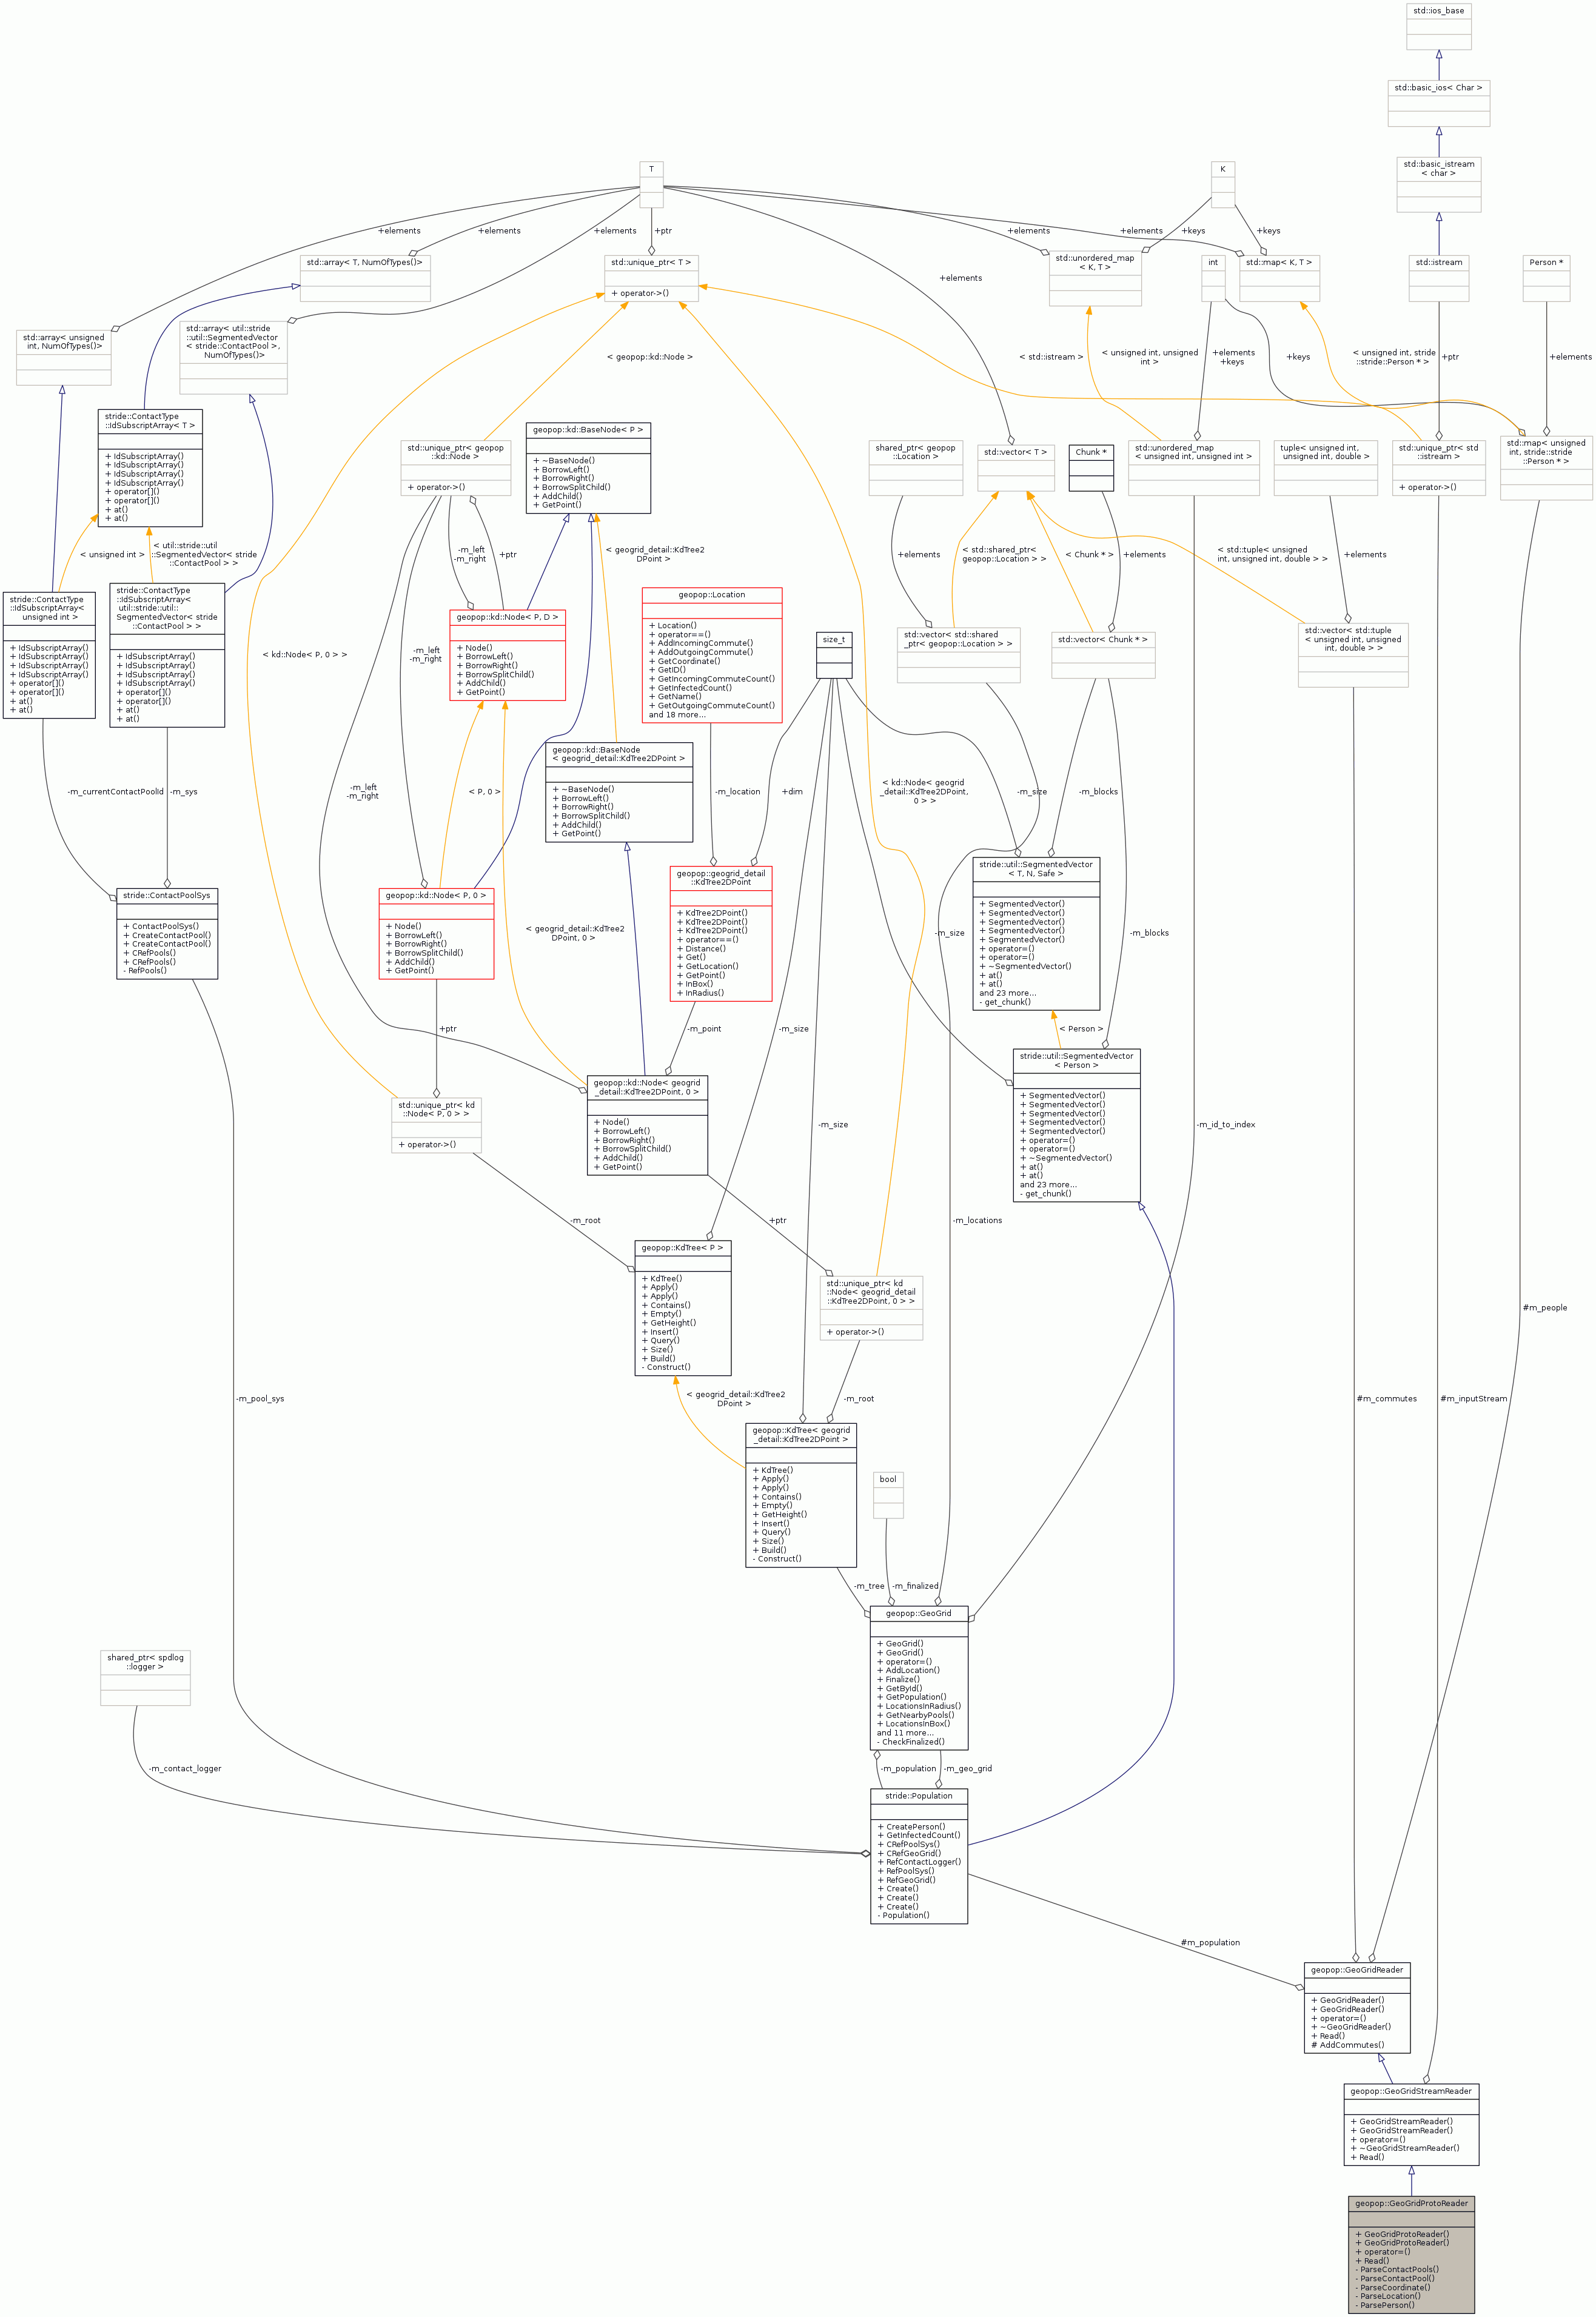 std::ios_base
std::basic_ios< Char >
std::basic_istream
< char >
T
K
+elements
+elements
+elements
+ptr
+elements
+elements
+keys
+keys
+elements
std::array< T, NumOfTypes()>
std::unique_ptr< T >
+ operator->()
std::unordered_map
< K, T >
int
std::map< K, T >
std::istream
Person *
std::array< unsigned
int, NumOfTypes()>
std::array< util::stride
::util::SegmentedVector
< stride::ContactPool >,
NumOfTypes()>
< geopop::kd::Node >
< std::istream >
< unsigned int, unsigned
int >
+elements
+keys
+keys
< unsigned int, stride
::stride::Person * >
+ptr
+elements
stride::ContactType
::IdSubscriptArray< T >
+ IdSubscriptArray()
+ IdSubscriptArray()
+ IdSubscriptArray()
+ IdSubscriptArray()
+ operator[]()
+ operator[]()
+ at()
+ at()
std::unique_ptr< geopop
::kd::Node >
+ operator->()
geopop::kd::BaseNode< P >
+ ~BaseNode()
+ BorrowLeft()
+ BorrowRight()
+ BorrowSplitChild()
+ AddChild()
+ GetPoint()
shared_ptr< geopop
::Location >
std::vector< T >
Chunk *
std::unordered_map
< unsigned int, unsigned int >
tuple< unsigned int,
unsigned int, double >
std::unique_ptr< std
::istream >
+ operator->()
std::map< unsigned
int, stride::stride
::Person * >
< unsigned int >
< util::stride::util
::SegmentedVector< stride
::ContactPool > >
-m_left
-m_right
+ptr
< geogrid_detail::KdTree2
DPoint >
+elements
< std::shared_ptr<
geopop::Location > >
< Chunk * >
+elements
< std::tuple< unsigned
int, unsigned int, double > >
+elements
stride::ContactType
::IdSubscriptArray<
unsigned int >
+ IdSubscriptArray()
+ IdSubscriptArray()
+ IdSubscriptArray()
+ IdSubscriptArray()
+ operator[]()
+ operator[]()
+ at()
+ at()
stride::ContactType
::IdSubscriptArray<
util::stride::util::
SegmentedVector< stride
::ContactPool > >
+ IdSubscriptArray()
+ IdSubscriptArray()
+ IdSubscriptArray()
+ IdSubscriptArray()
+ operator[]()
+ operator[]()
+ at()
+ at()
< kd::Node< P, 0 > >
-m_left
-m_right
geopop::kd::Node< P, D >
+ Node()
+ BorrowLeft()
+ BorrowRight()
+ BorrowSplitChild()
+ AddChild()
+ GetPoint()
geopop::Location
+ Location()
+ operator==()
+ AddIncomingCommute()
+ AddOutgoingCommute()
+ GetCoordinate()
+ GetID()
+ GetIncomingCommuteCount()
+ GetInfectedCount()
+ GetName()
+ GetOutgoingCommuteCount()
and 18 more...
size_t
std::vector< std::shared
_ptr< geopop::Location > >
std::vector< Chunk * >
std::vector< std::tuple
< unsigned int, unsigned
int, double > >
-m_currentContactPoolId
-m_sys
-m_left
-m_right
< P, 0 >
geopop::kd::BaseNode
< geogrid_detail::KdTree2DPoint >
+ ~BaseNode()
+ BorrowLeft()
+ BorrowRight()
+ BorrowSplitChild()
+ AddChild()
+ GetPoint()
-m_location
+dim
< kd::Node< geogrid
_detail::KdTree2DPoint,
0 > >
-m_size
-m_blocks
stride::ContactPoolSys
+ ContactPoolSys()
+ CreateContactPool()
+ CreateContactPool()
+ CRefPools()
+ CRefPools()
- RefPools()
geopop::kd::Node< P, 0 >
+ Node()
+ BorrowLeft()
+ BorrowRight()
+ BorrowSplitChild()
+ AddChild()
+ GetPoint()
< geogrid_detail::KdTree2
DPoint, 0 >
geopop::geogrid_detail
::KdTree2DPoint
+ KdTree2DPoint()
+ KdTree2DPoint()
+ KdTree2DPoint()
+ operator==()
+ Distance()
+ Get()
+ GetLocation()
+ GetPoint()
+ InBox()
+ InRadius()
-m_size
stride::util::SegmentedVector
< T, N, Safe >
+ SegmentedVector()
+ SegmentedVector()
+ SegmentedVector()
+ SegmentedVector()
+ SegmentedVector()
+ operator=()
+ operator=()
+ ~SegmentedVector()
+ at()
+ at()
and 23 more...
- get_chunk()
-m_blocks
+ptr
-m_point
-m_size
< Person >
std::unique_ptr< kd
::Node< P, 0 > >
+ operator->()
geopop::kd::Node< geogrid
_detail::KdTree2DPoint, 0 >
+ Node()
+ BorrowLeft()
+ BorrowRight()
+ BorrowSplitChild()
+ AddChild()
+ GetPoint()
-m_size
stride::util::SegmentedVector
< Person >
+ SegmentedVector()
+ SegmentedVector()
+ SegmentedVector()
+ SegmentedVector()
+ SegmentedVector()
+ operator=()
+ operator=()
+ ~SegmentedVector()
+ at()
+ at()
and 23 more...
- get_chunk()
-m_id_to_index
-m_root
+ptr
-m_locations
geopop::KdTree< P >
+ KdTree()
+ Apply()
+ Apply()
+ Contains()
+ Empty()
+ GetHeight()
+ Insert()
+ Query()
+ Size()
+ Build()
- Construct()
std::unique_ptr< kd
::Node< geogrid_detail
::KdTree2DPoint, 0 > >
+ operator->()
#m_people
-m_pool_sys
< geogrid_detail::KdTree2
DPoint >
-m_root
#m_commutes
#m_inputStream
geopop::KdTree< geogrid
_detail::KdTree2DPoint >
+ KdTree()
+ Apply()
+ Apply()
+ Contains()
+ Empty()
+ GetHeight()
+ Insert()
+ Query()
+ Size()
+ Build()
- Construct()
bool
-m_tree
-m_finalized
geopop::GeoGrid
+ GeoGrid()
+ GeoGrid()
+ operator=()
+ AddLocation()
+ Finalize()
+ GetById()
+ GetPopulation()
+ LocationsInRadius()
+ GetNearbyPools()
+ LocationsInBox()
and 11 more...
- CheckFinalized()
shared_ptr< spdlog
::logger >
-m_contact_logger
-m_population
-m_geo_grid
stride::Population
+ CreatePerson()
+ GetInfectedCount()
+ CRefPoolSys()
+ CRefGeoGrid()
+ RefContactLogger()
+ RefPoolSys()
+ RefGeoGrid()
+ Create()
+ Create()
+ Create()
- Population()
#m_population
geopop::GeoGridReader
+ GeoGridReader()
+ GeoGridReader()
+ operator=()
+ ~GeoGridReader()
+ Read()
# AddCommutes()
geopop::GeoGridStreamReader
+ GeoGridStreamReader()
+ GeoGridStreamReader()
+ operator=()
+ ~GeoGridStreamReader()
+ Read()
geopop::GeoGridProtoReader
+ GeoGridProtoReader()
+ GeoGridProtoReader()
+ operator=()
+ Read()
- ParseContactPools()
- ParseContactPool()
- ParseCoordinate()
- ParseLocation()
- ParsePerson()